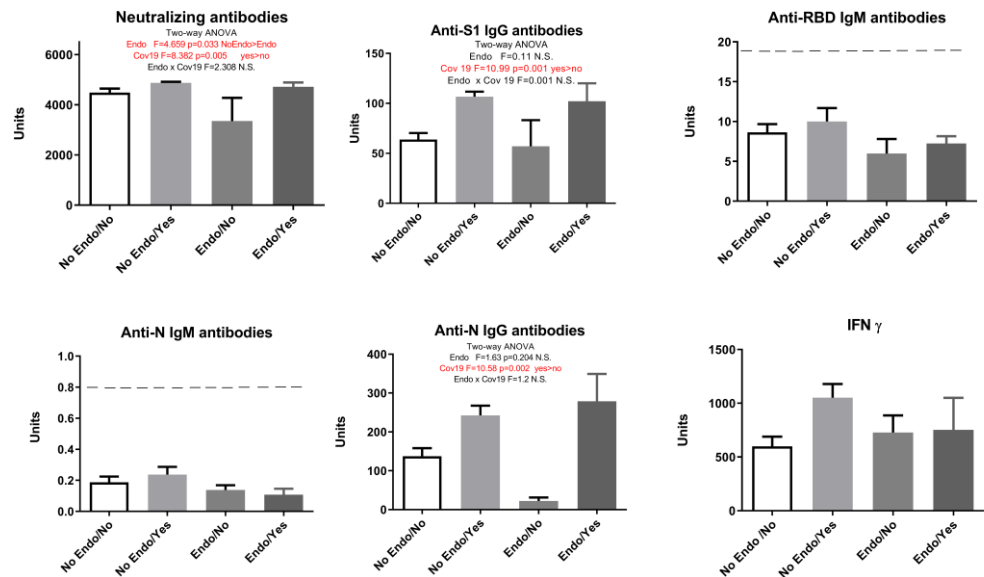 Neutralizing antibodies
Two-way ANOVA
Endo F=4.659 p=0.033 NoEndo>Endo
Cov19 F=8.382 p=0.005 yes>no
Endo x Cov19 F=2.308 N.S.
Units
6000
4000
2000
0
No Endo/No
No Endo/Yes
Endo/No
Endo/Yes
Anti-S1 IgG antibodies
Two-way ANOVA
Endo F=0.11 N.S.
Cov 19 F=10.99 p=0.001 yes>no
Endo x Cov 19 F=0.001 N.S.
Units
150
100
50
0
No Endo/No
No Endo/Yes
Endo/No
Endo/Yes
Anti-RBD IgM antibodies
Units
20
15
10
5
0
No Endo/No
No Endo/Yes
Endo/No
Endo/Yes
Anti-N IgM antibodies
Units
1.0
0.8
0.6
0.4
0.2
0.0
No Endo/No
No Endo/Yes
Endo/No
Endo/Yes
Anti-N IgG antibodies
Two-way ANOVA
Endo F=1.63 p=0.204 N.S.
Cov19 F=10.58 p=0.002 yes>no
Endo x Cov19 F=1.2 N.S.
Units
400
300
200
100
0
No Endo/No
No Endo/Yes
Endo/No
Endo/Yes
IFN γ
Units
1500
1000
500
0
No Endo /No
No Endo/Yes
Endo/No
Endo/Yes